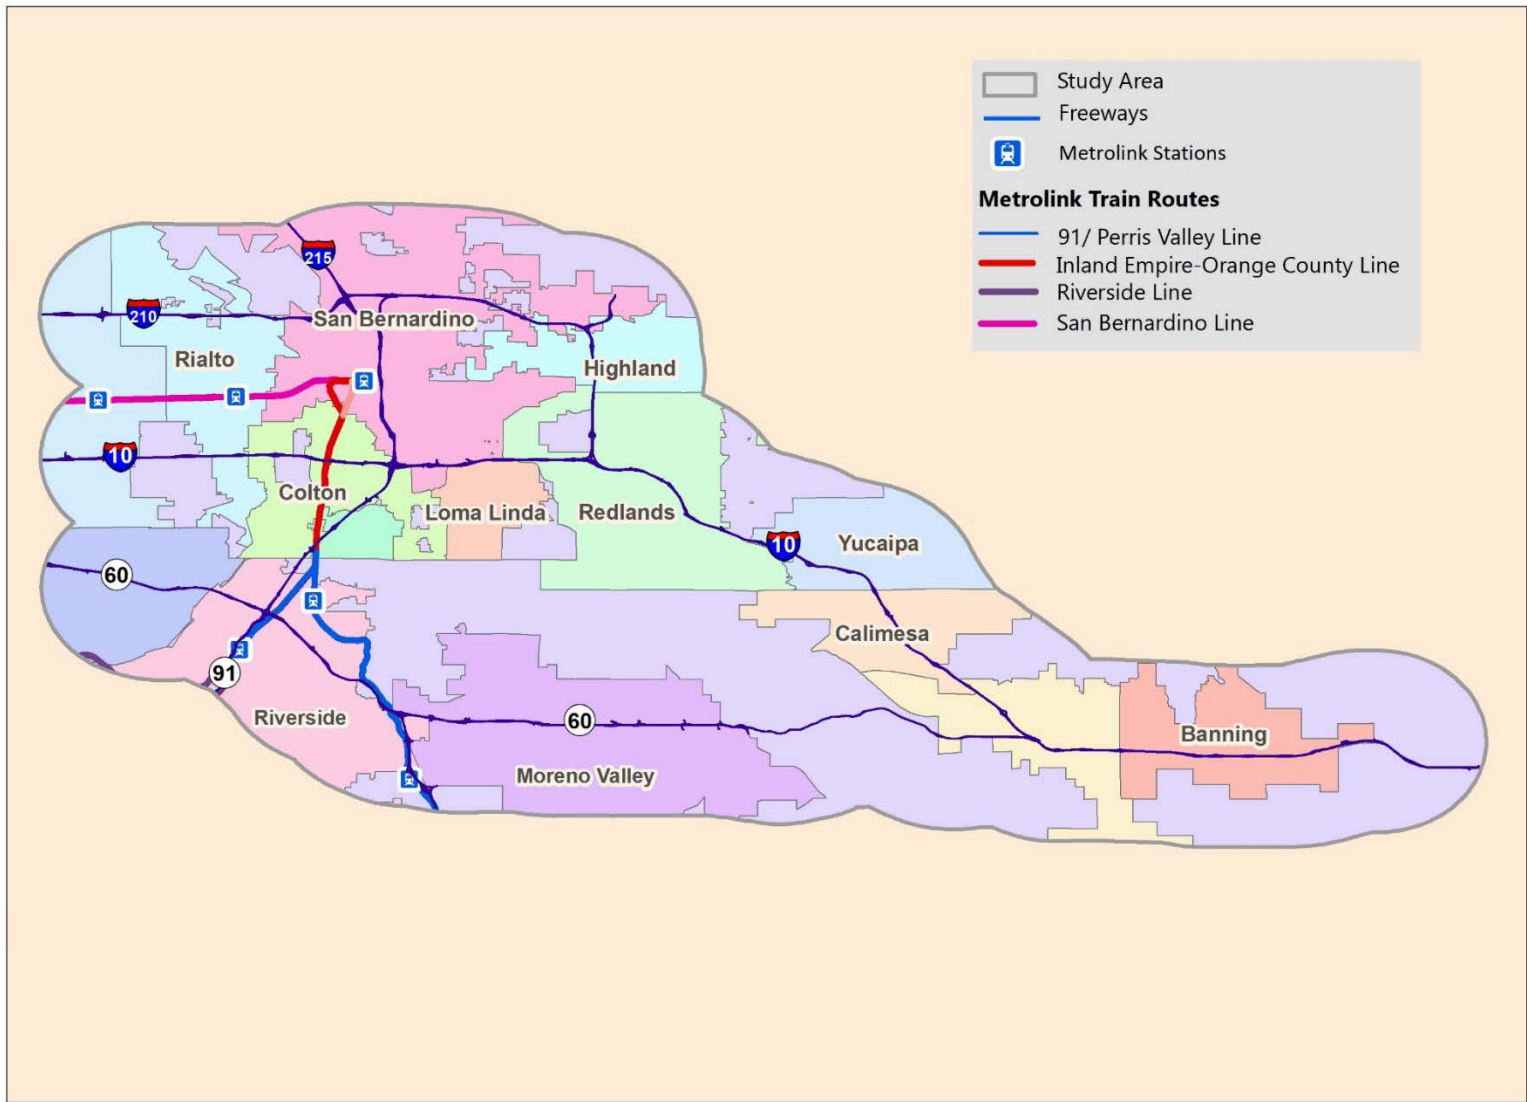 Study Area
Freeways
Metrolink Stations
Metrolink Train Routes
91/ Perris Valley Line
Inland Empire-Orange County Line
Riverside Line
San Bernardino Line
215
210
San Bernardino
Rialto
Highland
10
Colton
Loma Linda
Redlands
10
Yucaipa
60
Calimesa
91
Riverside
60
Banning
Moreno Valley